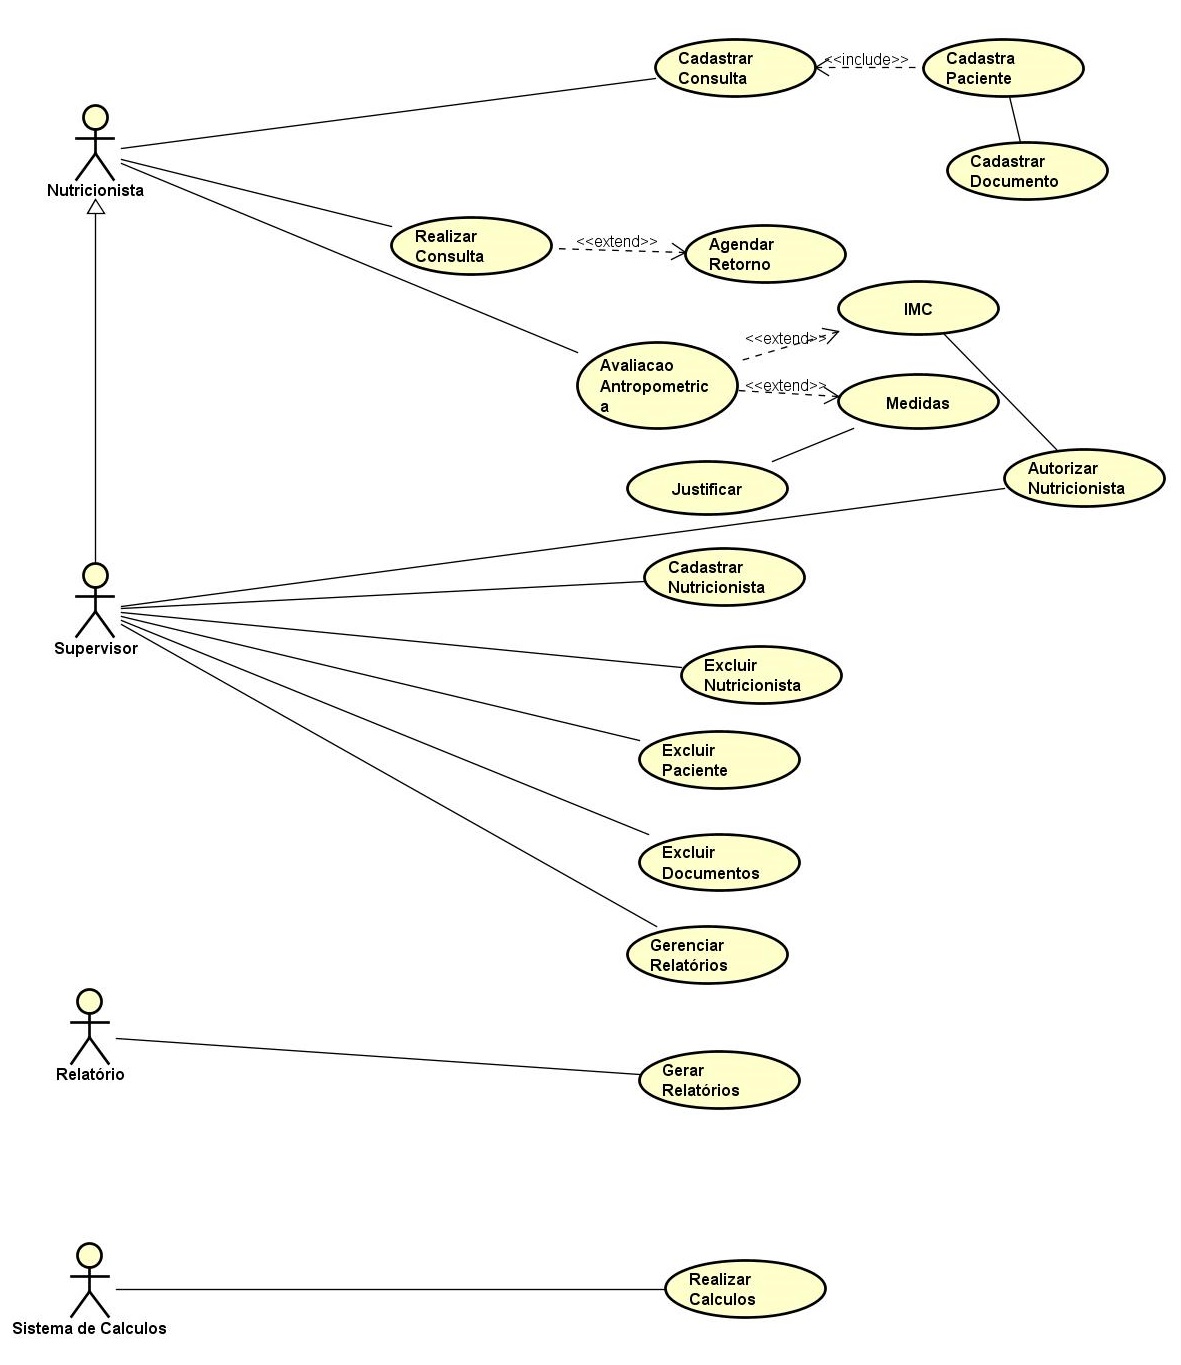 Cadastrar
Consulta
<<include>>
Cadastra
Paciente
Cadastrar
Documento
Nutricionista
Realizar
Consulta
<<extend>>
Agendar
Retorno
IMC
<<extend>>
Avaliacao
Antropometric
a
<<extend>>
Medidas
Justificar
Autorizar
Nutricionista
Supervisor
Cadastrar
Nutricionista
Excluir
Nutricionista
Excluir
Paciente
Excluir
Documentos
Gerenciar
Relatórios
Relatório
Gerar
Relatórios
Sistema de Calculos
Realizar
Calculos